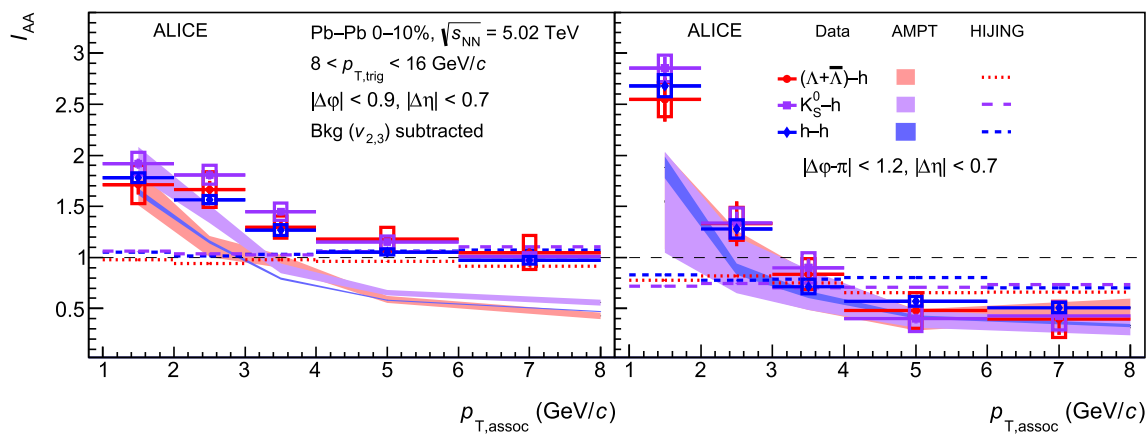 I_AA
ALICE
Pb–Pb 0–10%, √s_NN = 5.02 TeV
8 < p_T,trig < 16 GeV/c
|Δφ| < 0.9, |Δη| < 0.7
Bkg (v_2,3) subtracted
3
2.5
2
1.5
1
0.5
1 2 3 4 5 6 7 8
p_T,assoc (GeV/c)
ALICE Data AMPT HIJING
(Λ+Λ̅)–h
K^0_S–h
h–h
|Δφ-π| < 1.2, |Δη| < 0.7
1 2 3 4 5 6 7 8
p_T,assoc (GeV/c)